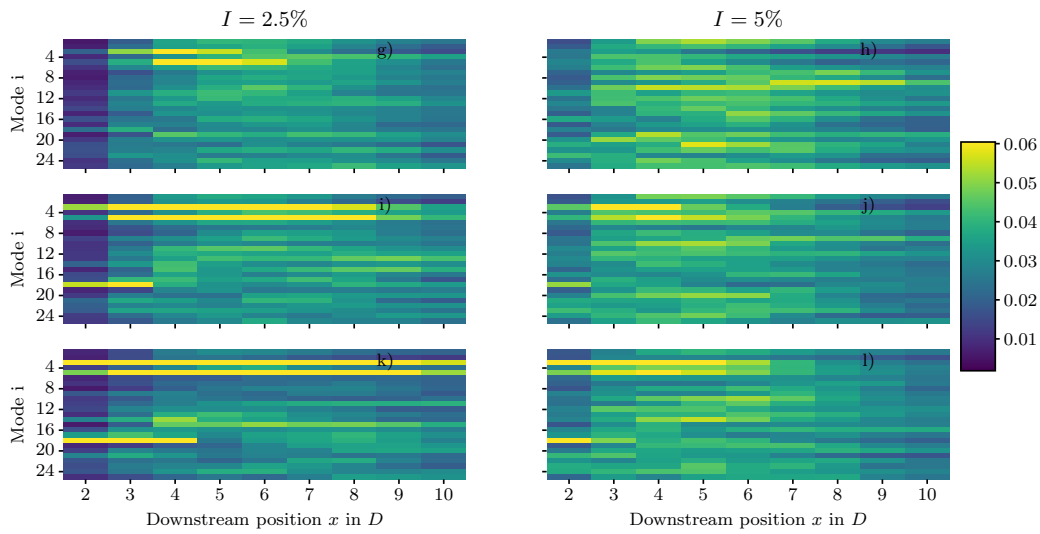 I = 2.5%
I = 5%
g)
h)
Mode i
4
8
12
16
20
24
i)
j)
Mode i
4
8
12
16
20
24
0.06
0.05
0.04
0.03
0.02
0.01
k)
l)
Mode i
4
8
12
16
20
24
2 3 4 5 6 7 8 9 10
2 3 4 5 6 7 8 9 10
Downstream position x in D
Downstream position x in D